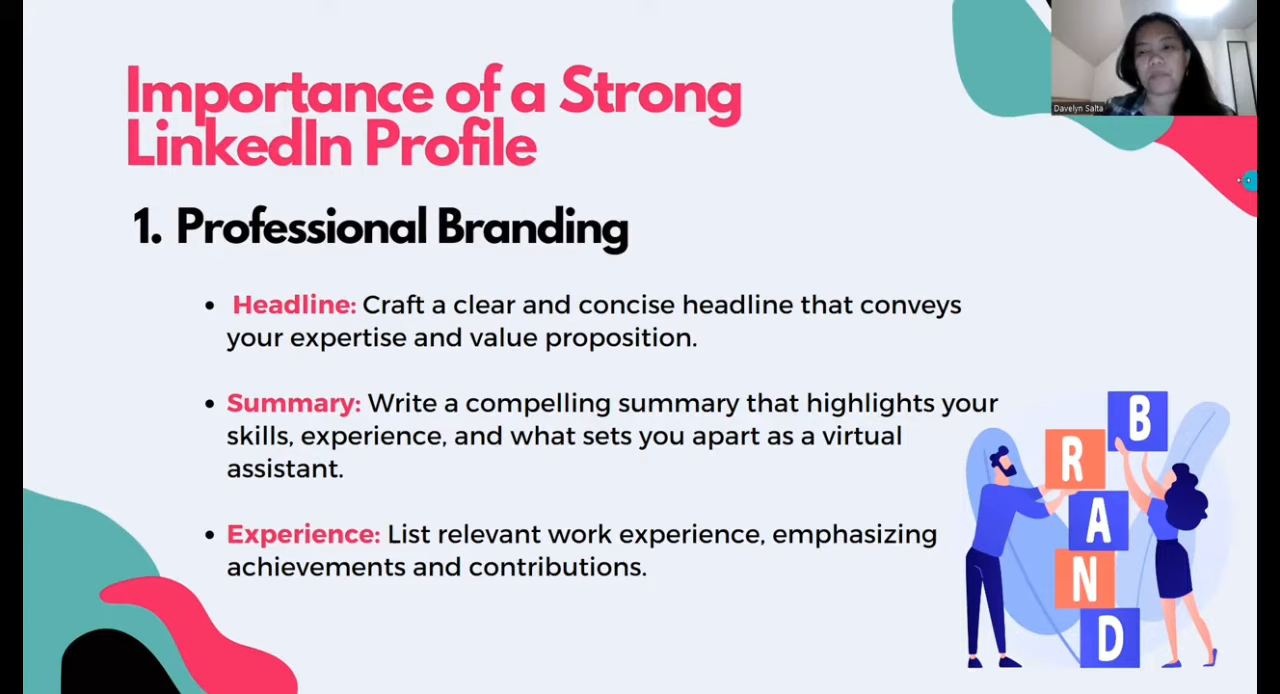 Importance of a Strong
LinkedIn Profile
1. Professional Branding
Headline: Craft a clear and concise headline that conveys
your expertise and value proposition.
Summary: Write a compelling summary that highlights your
skills, experience, and what sets you apart as a virtual
assistant.
Experience: List relevant work experience, emphasizing
achievements and contributions.
Davelyn Salta
B
R
A
N
D